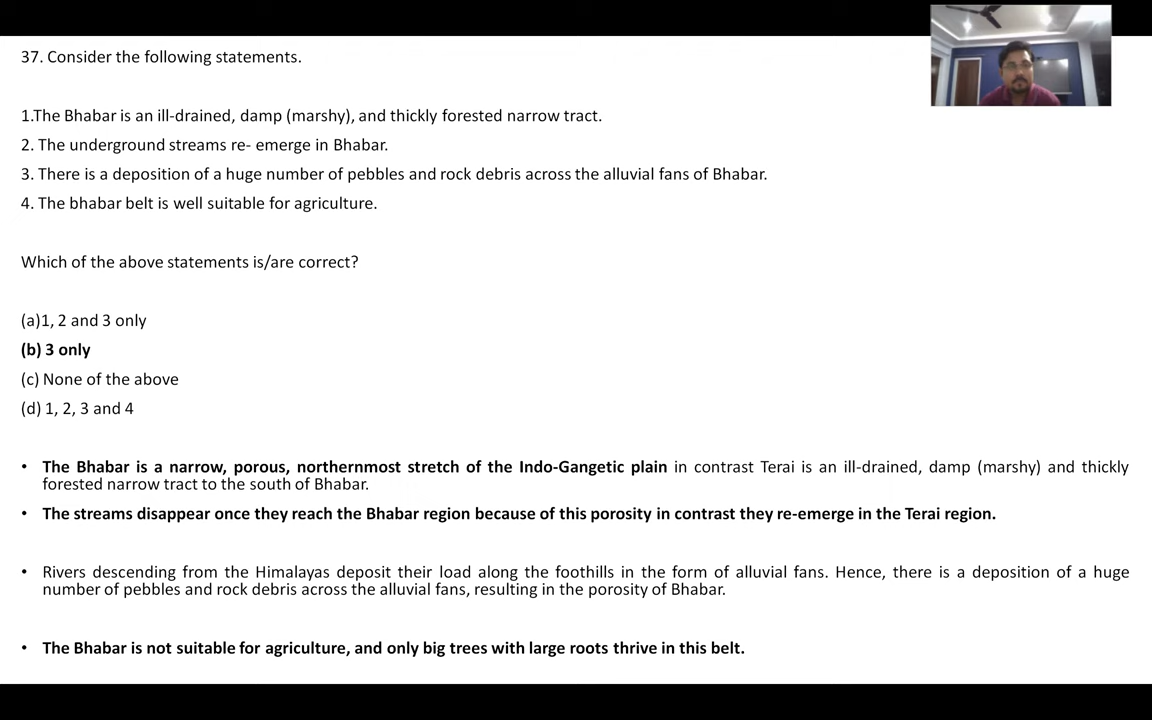 37. Consider the following statements.
1.The Bhabar is an ill-drained, damp (marshy), and thickly forested narrow tract.
2. The underground streams re- emerge in Bhabar.
3. There is a deposition of a huge number of pebbles and rock debris across the alluvial fans of Bhabar.
4. The bhabar belt is well suitable for agriculture.
Which of the above statements is/are correct?
(a)1, 2 and 3 only
(b) 3 only
(c) None of the above
(d) 1, 2, 3 and 4
• The Bhabar is a narrow, porous, northernmost stretch of the Indo-Gangetic plain in contrast Terai is an ill-drained, damp (marshy) and thickly
forested narrow tract to the south of Bhabar.
• The streams disappear once they reach the Bhabar region because of this porosity in contrast they re-emerge in the Terai region.
• Rivers descending from the Himalayas deposit their load along the foothills in the form of alluvial fans. Hence, there is a deposition of a huge
number of pebbles and rock debris across the alluvial fans, resulting in the porosity of Bhabar.
• The Bhabar is not suitable for agriculture, and only big trees with large roots thrive in this belt.